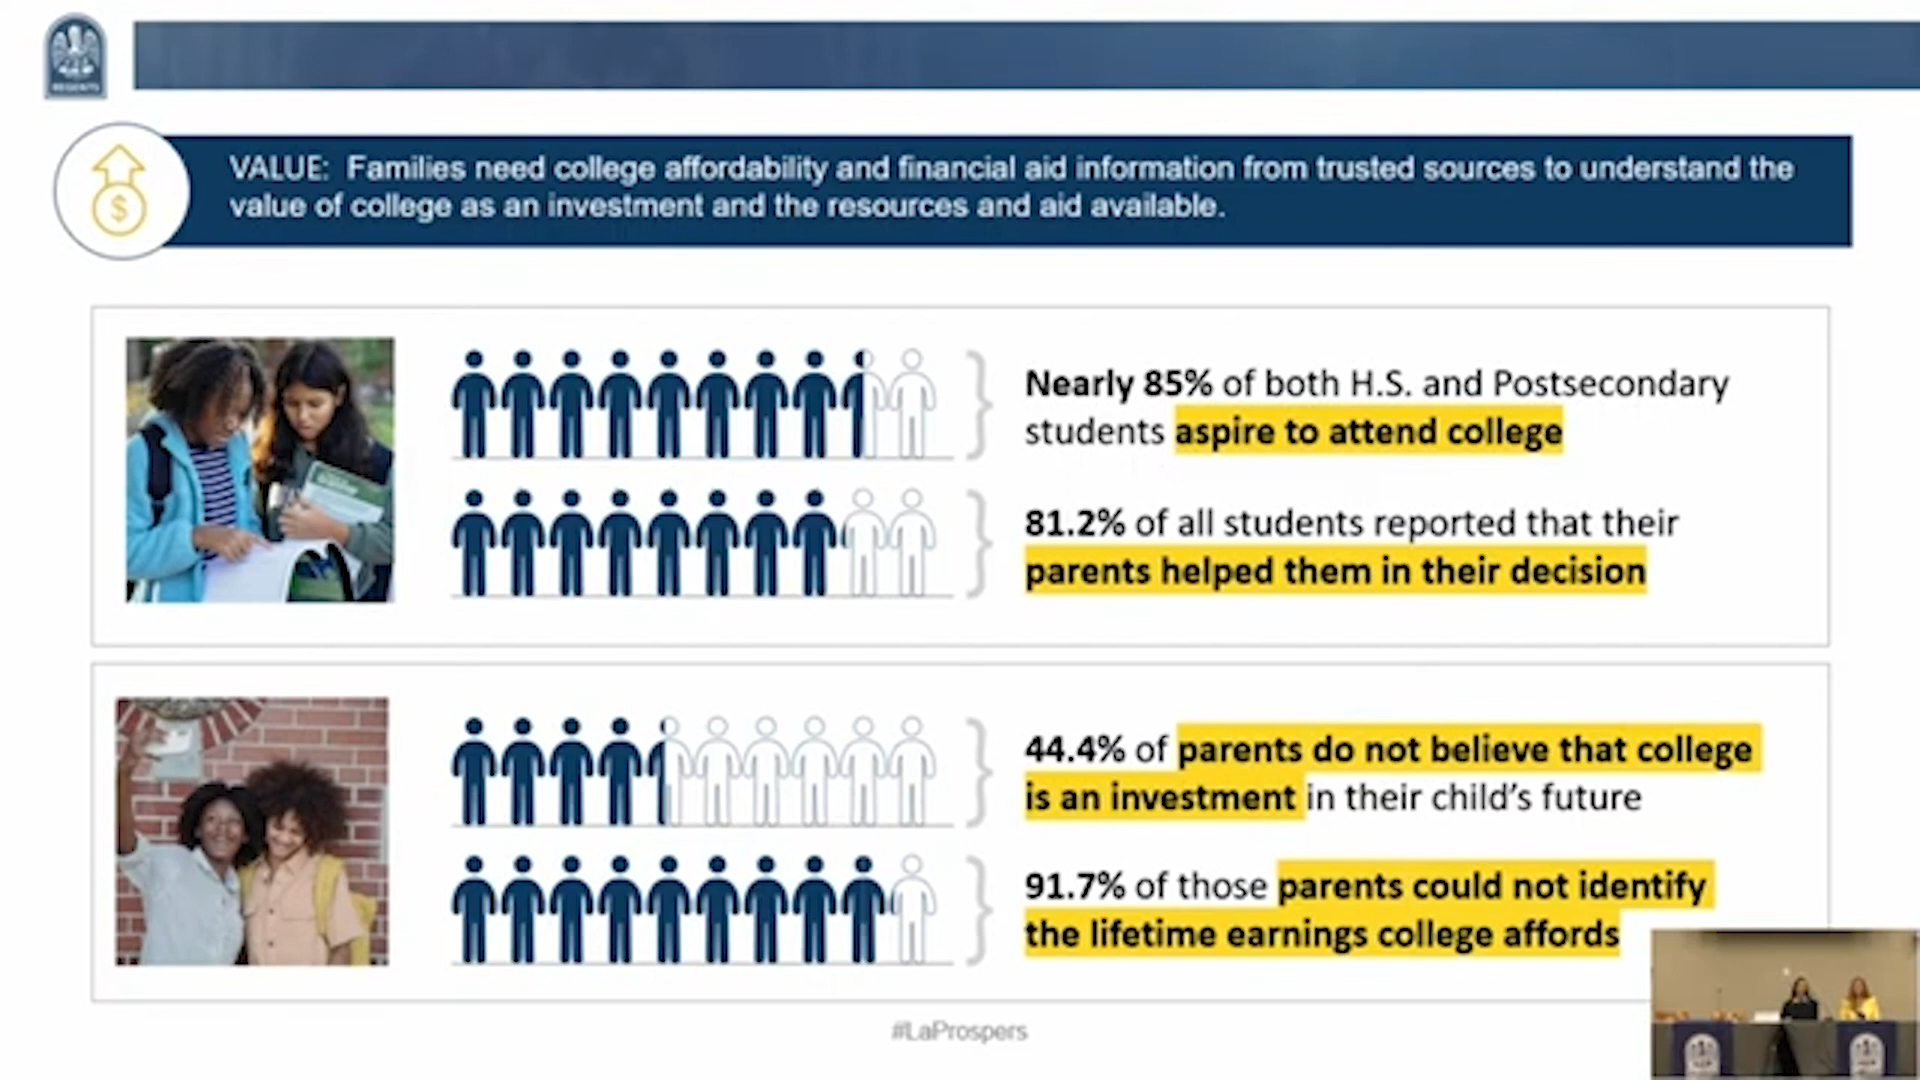 REGENTS
VALUE: Families need college affordability and financial aid information from trusted sources to understand the
value of college as an investment and the resources and aid available.
$
Nearly 85% of both H.S. and Postsecondary
students aspire to attend college
81.2% of all students reported that their
parents helped them in their decision
44.4% of parents do not believe that college
is an investment in their child's future
91.7% of those parents could not identify
the lifetime earnings college affords
#LaProspers